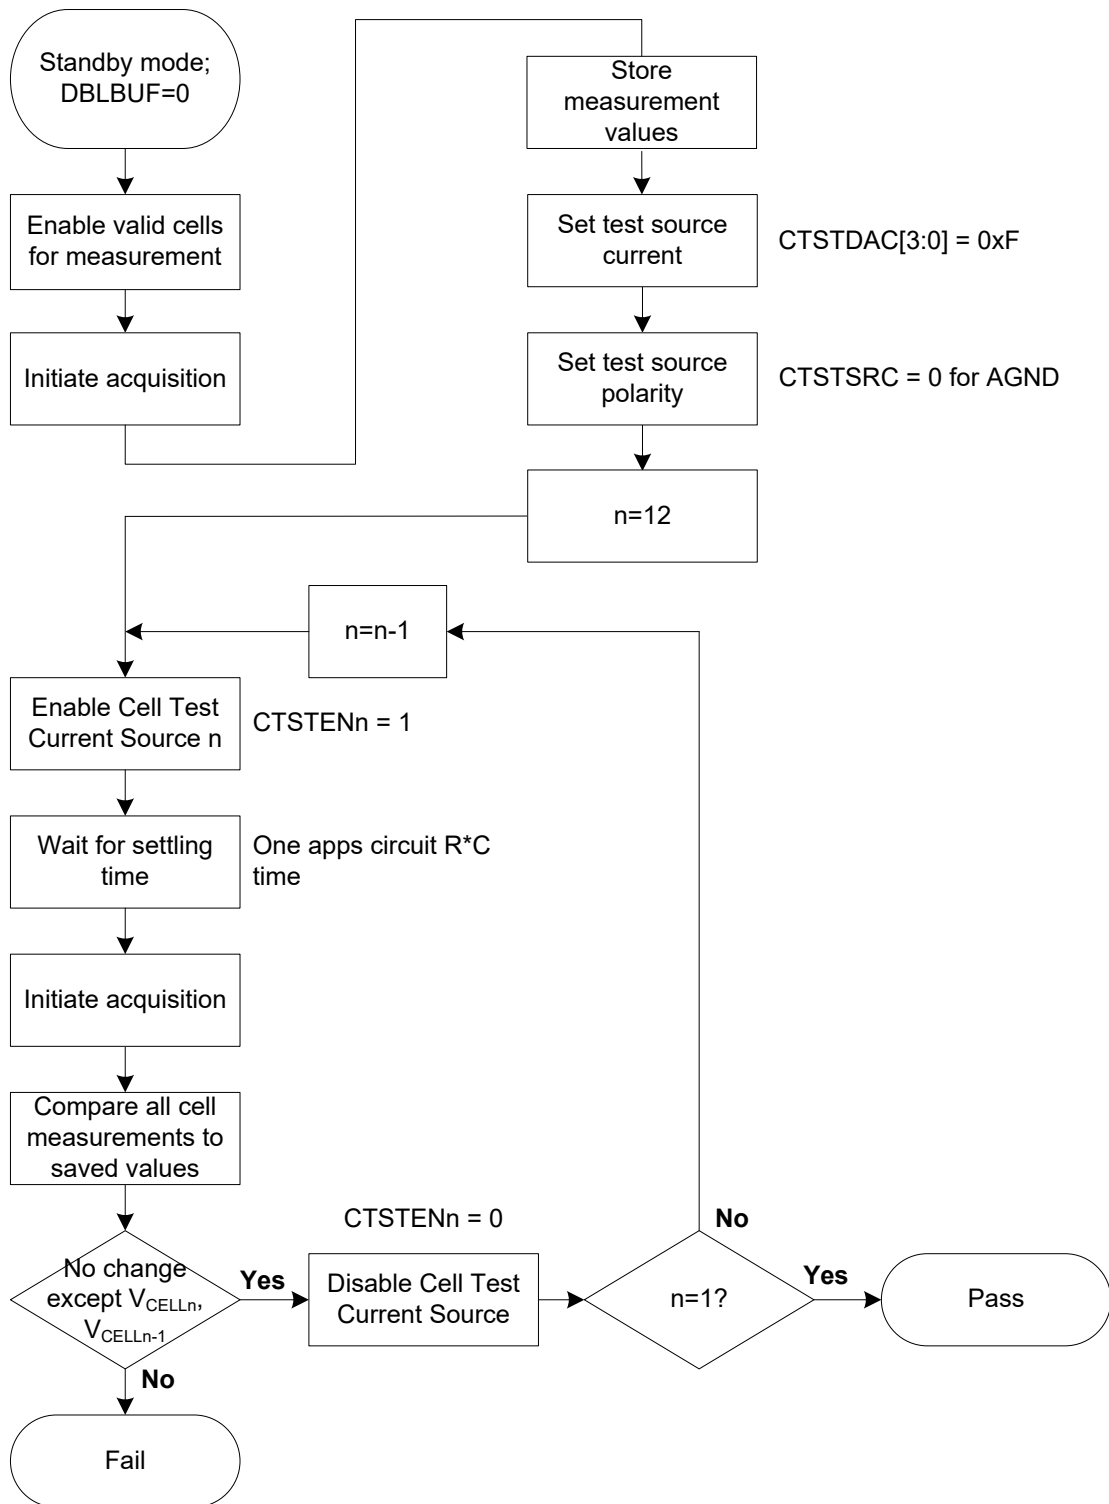 Standby mode;
DBLBUF=0
Enable valid cells
for measurement
Initiate acquisition
Store
measurement
values
Set test source
current
CTSTDAC[3:0] = 0xF
Set test source
polarity
CTSTSRC = 0 for AGND
n=12
n=n-1
Enable Cell Test
Current Source n
CTSTENn = 1
Wait for settling
time
One apps circuit R*C
time
Initiate acquisition
Compare all cell
measurements to
saved values
No change
except VCELLn,
VCELLn-1
Yes
No
Fail
CTSTENn = 0
Disable Cell Test
Current Source
n=1?
No
Yes
Pass